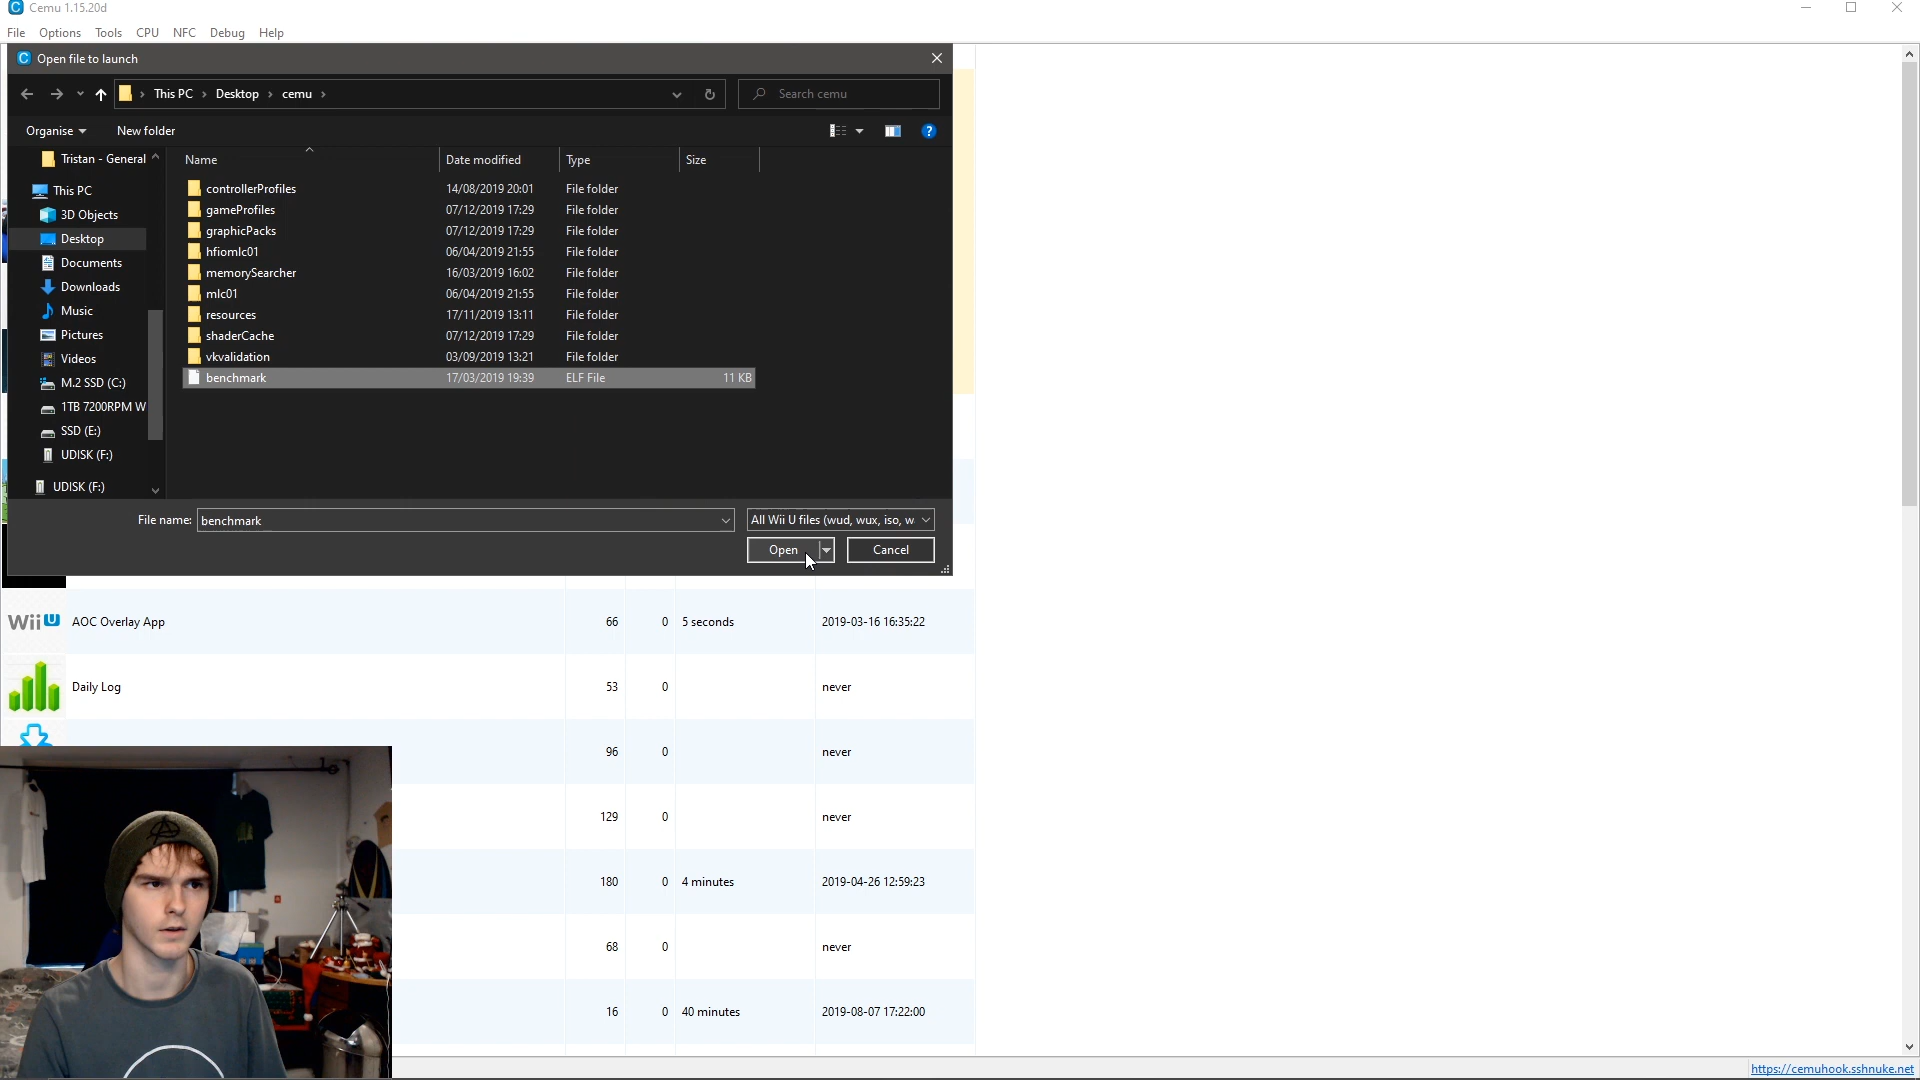 Cemu 1.15.20d
File Options Tools CPU NFC Debug Help
Open file to launch
This PC Desktop cemu
Search cemu
Organise New folder
Tristan - General
This PC
3D Objects
Desktop
Documents
Downloads
Music
Pictures
Videos
M.2 SSD (C:)
1TB 7200RPM W
SSD (E:)
UDISK (F:)
UDISK (F:)
Name Date modified Type Size
controllerProfiles 14/08/2019 20:01 File folder
gameProfiles 07/12/2019 17:29 File folder
graphicPacks 07/12/2019 17:29 File folder
hfiomlc01 06/04/2019 21:55 File folder
memorySearcher 16/03/2019 16:02 File folder
mlc01 06/04/2019 21:55 File folder
resources 17/11/2019 13:11 File folder
shaderCache 07/12/2019 17:29 File folder
vkvalidation 03/09/2019 13:21 File folder
benchmark 17/03/2019 19:39 ELF File 11 KB
File name: benchmark All Wii U files (wud, wux, iso, w
Open Cancel
Wii U AOC Overlay App 66 0 5 seconds 2019-03-16 16:35:22
Daily Log 53 0 never
96 0 never
129 0 never
180 0 4 minutes 2019-04-26 12:59:23
68 0 never
16 0 40 minutes 2019-08-07 17:22:00
https://cemuhook.sshnuke.net